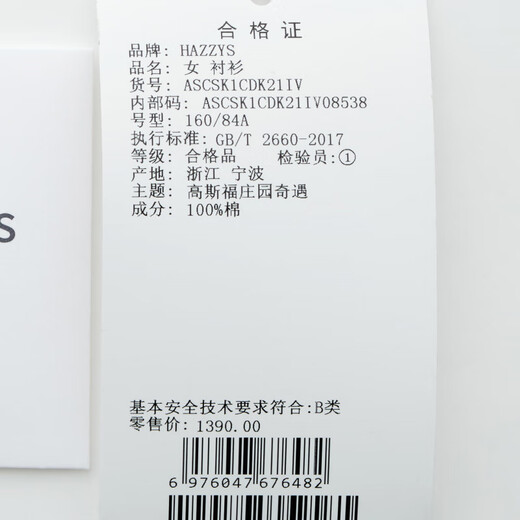 合格证
品牌: HAZZYS
品名: 女 衬衫
货号: ASCSK1CDK21IV
内部码: ASCSK1CDK21IV08538
号型: 160/84A
执行标准: GB/T 2660-2017
等级: 合格品 检验员:①
产地: 浙江 宁波
主题: 高斯福庄园奇遇
成分: 100%棉
S
基本安全技术要求符合:B类
零售价: 1390.00
6 976047 676482